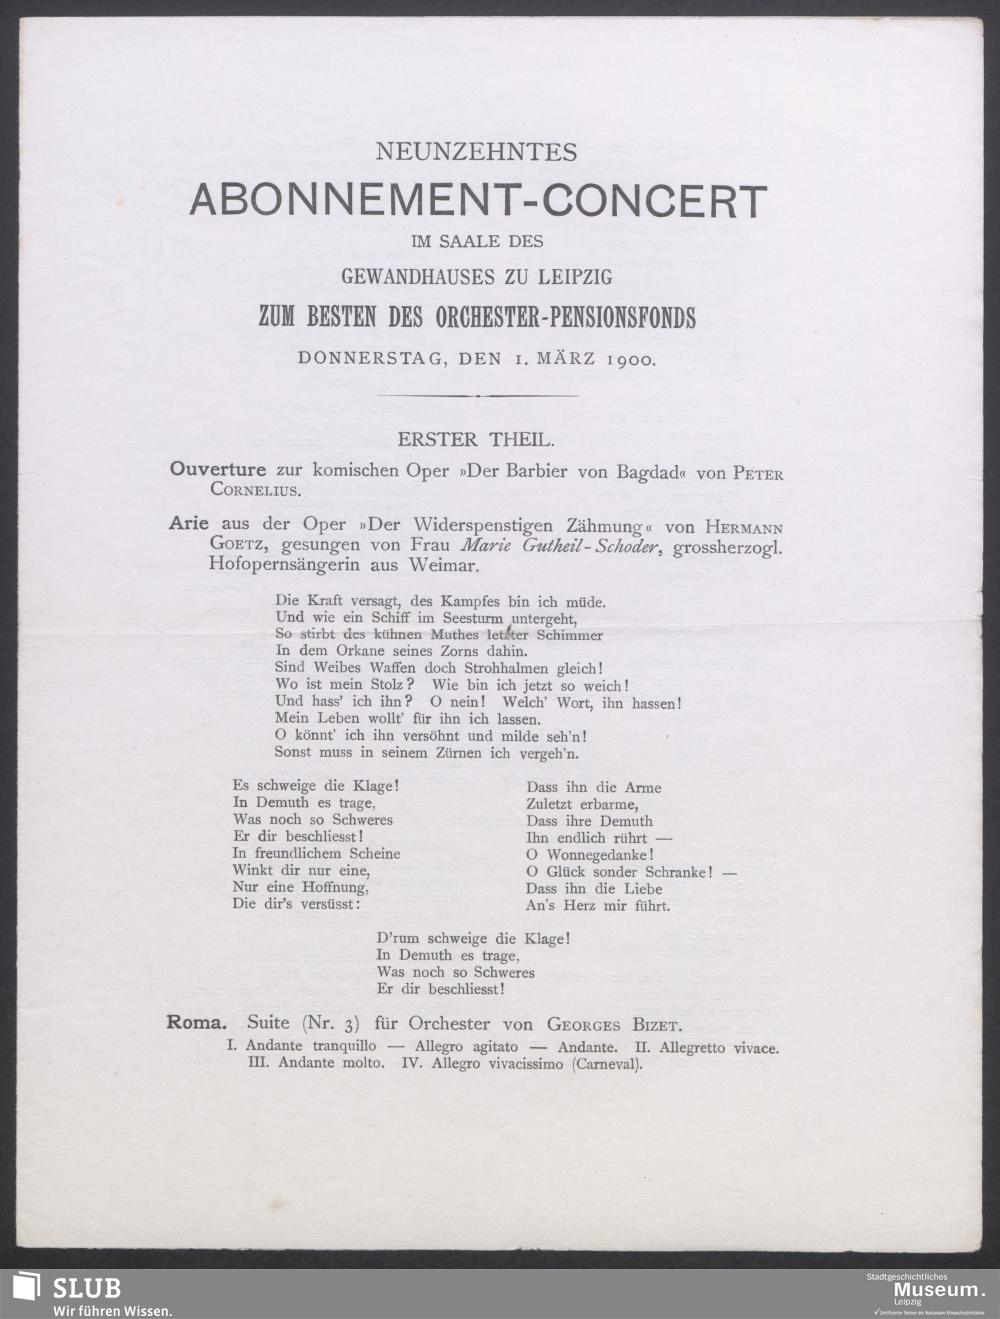 NEUNZEHNTES
ABONNEMENT-CONCERT
IM SAALE DES
GEWANDHAUSES ZU LEIPZIG
ZUM BESTEN DES ORCHESTER-PENSIONSFONDS
DONNERSTAG, DEN 1. MÄRZ 1900.
ERSTER THEIL.
Ouverture zur komischen Oper »Der Barbier von Bagdad« von PETER
CORNELIUS.
Arie aus der Oper »Der Widerspenstigen Zähmung« von HERMANN
GOETZ, gesungen von Frau Marie Gutheil-Schoder, grossherzogl.
Hofopernsängerin aus Weimar.
Die Kraft versagt, des Kampfes bin ich müde.
Und wie ein Schiff im Seesturm untergeht,
So stirbt des kühnen Muthes letzter Schimmer
In dem Orkane seines Zorns dahin.
Sind Weibes Waffen doch Strohhalmen gleich!
Wo ist mein Stolz? Wie bin ich jetzt so weich!
Und hass' ich ihn? O nein! Welch' Wort, ihn hassen!
Mein Leben wollt' für ihn ich lassen.
O könnt' ich ihn versöhnt und milde seh'n!
Sonst muss in seinem Zürnen ich vergeh'n.
Es schweige die Klage!
In Demuth es trage,
Was noch so Schweres
Er dir beschliesst!
In freundlichem Scheine
Winkt dir nur eine,
Nur eine Hoffnung,
Die dir's versüsst:
Dass ihn die Arme
Zuletzt erbarme,
Dass ihre Demuth
Ihn endlich rührt —
O Wonnegedanke!
O Glück sonder Schranke! —
Dass ihn die Liebe
An's Herz mir führt.
D'rum schweige die Klage!
In Demuth es trage,
Was noch so Schweres
Er dir beschliesst!
Roma. Suite (Nr. 3) für Orchester von GEORGES BIZET.
I. Andante tranquillo — Allegro agitato — Andante. II. Allegretto vivace.
III. Andante molto. IV. Allegro vivacissimo (Carneval).
SLUB
Wir führen Wissen.
Stadtgeschichtliches
Museum.
Leipzig
Zertifizierter Partner der Nationalen Klimaschutzinitiative